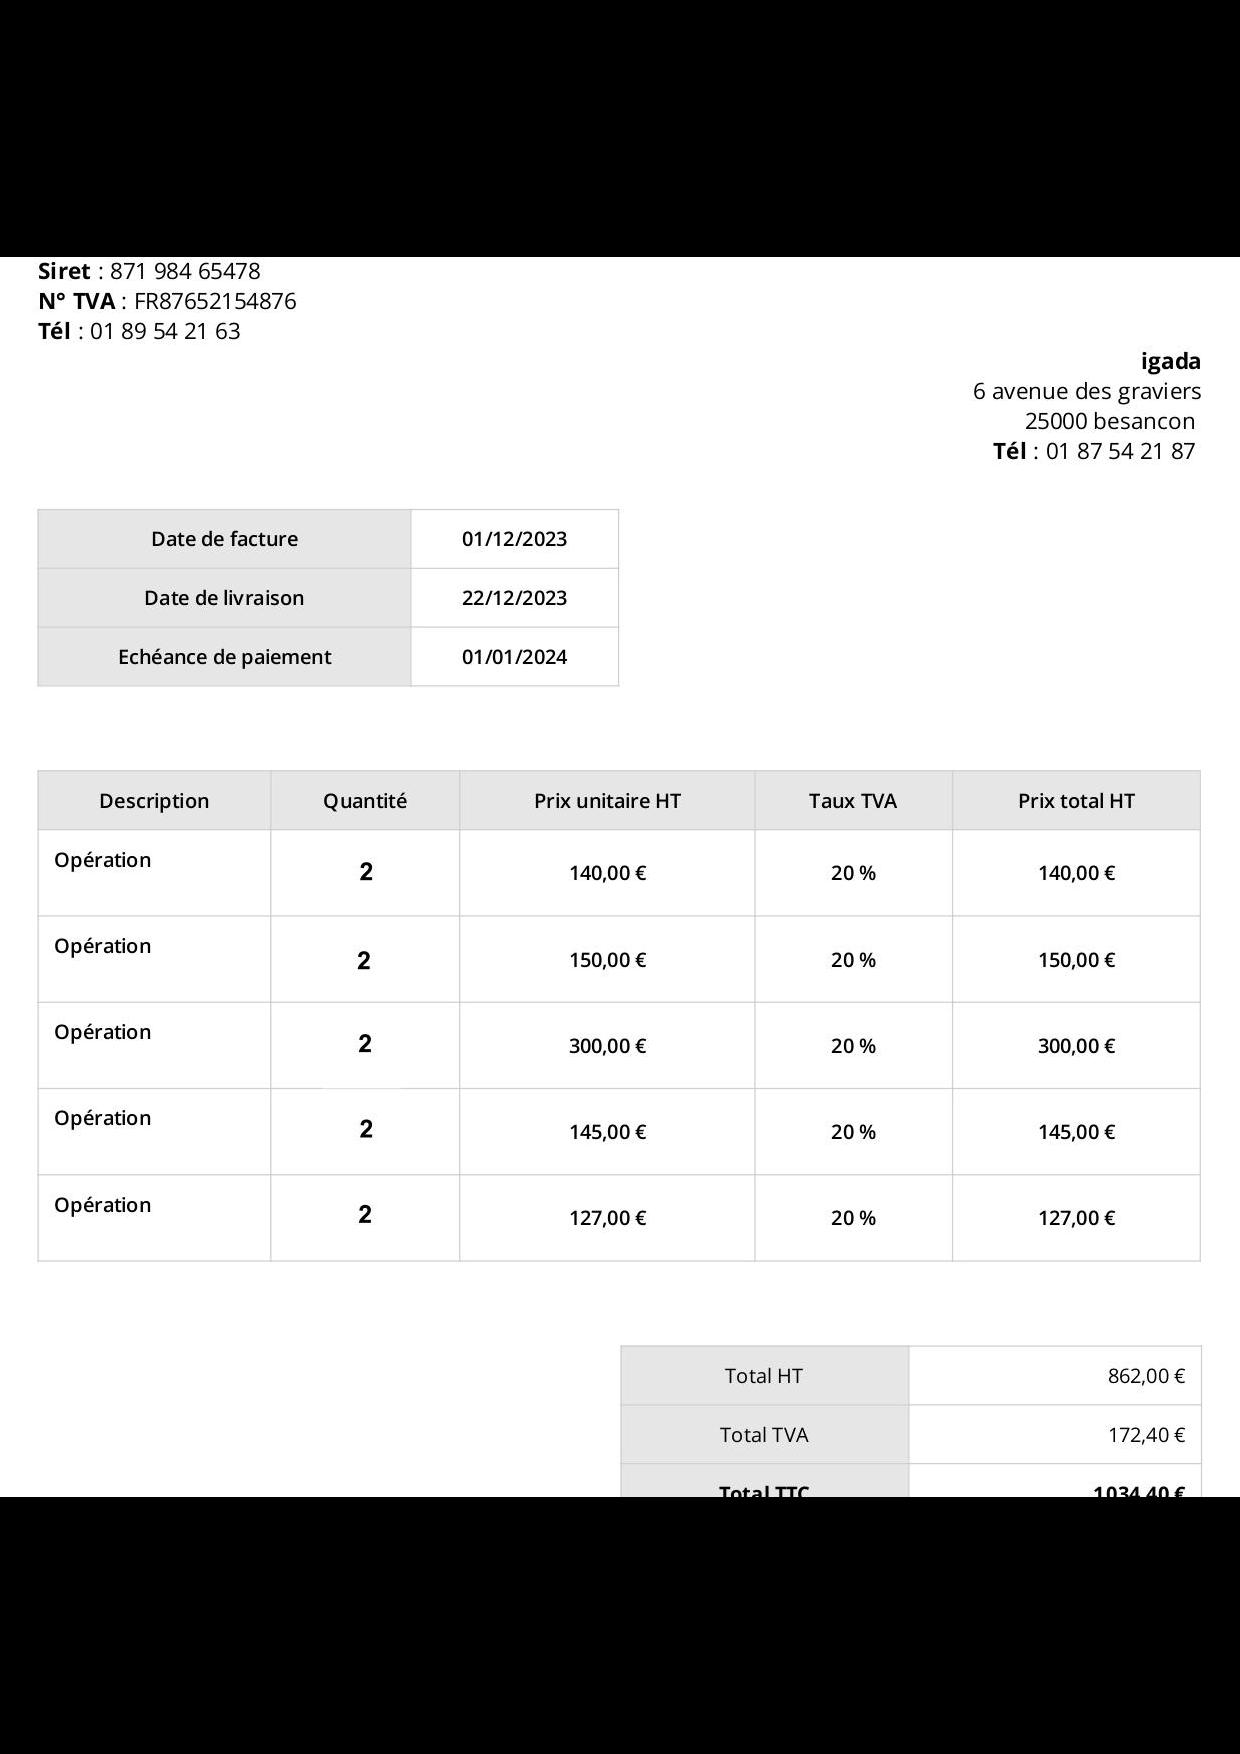 Siret : 871 984 65478
N° TVA : FR87652154876
Tél : 01 89 54 21 63
igada
6 avenue des graviers
25000 besancon
Tél : 01 87 54 21 87
Date de facture 01/12/2023
Date de livraison 22/12/2023
Echéance de paiement 01/01/2024
Description Quantité Prix unitaire HT Taux TVA Prix total HT
Opération 2 140,00 € 20 % 140,00 €
Opération 2 150,00 € 20 % 150,00 €
Opération 2 300,00 € 20 % 300,00 €
Opération 2 145,00 € 20 % 145,00 €
Opération 2 127,00 € 20 % 127,00 €
Total HT 862,00 €
Total TVA 172,40 €
Total TTC 1034,40 €